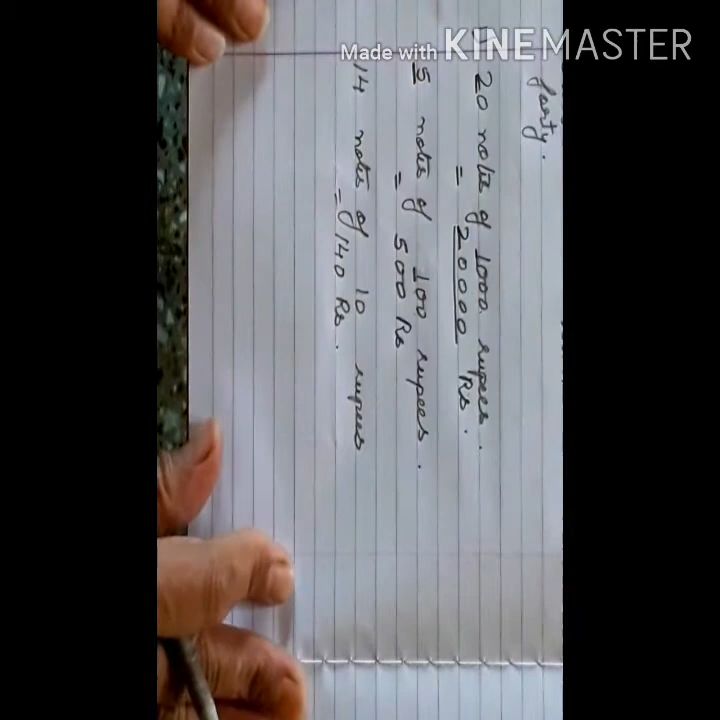 Made with KINEMASTER
party.
20 notes of 1000 rupees.
= 20000 Rs.
5 notes of 100 rupees.
= 500 Rs
14 notes of 10 rupees
= 140 Rs.